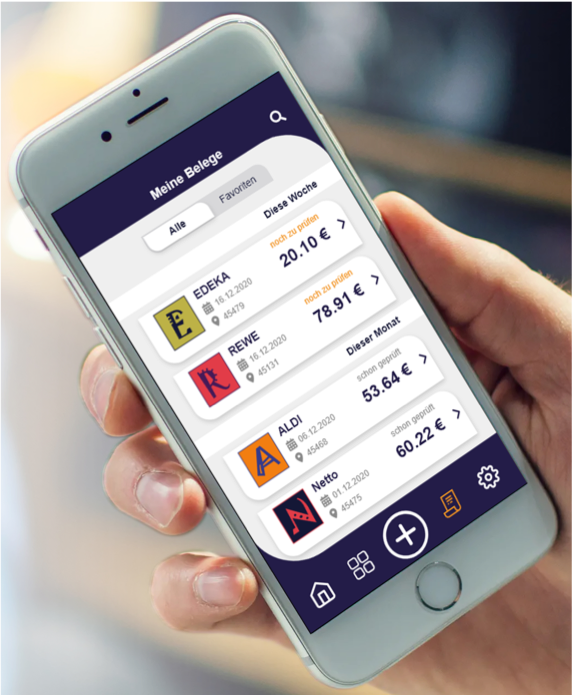 Meine Belege
Alle
Favoriten
Diese Woche
EDEKA
16.12.2020
45479
noch zu prüfen
20.10 €
E
REWE
16.12.2020
45131
noch zu prüfen
78.91 €
R
Dieser Monat
ALDI
06.12.2020
45468
schon geprüft
53.64 €
A
Netto
01.12.2020
45475
schon geprüft
60.22 €
N